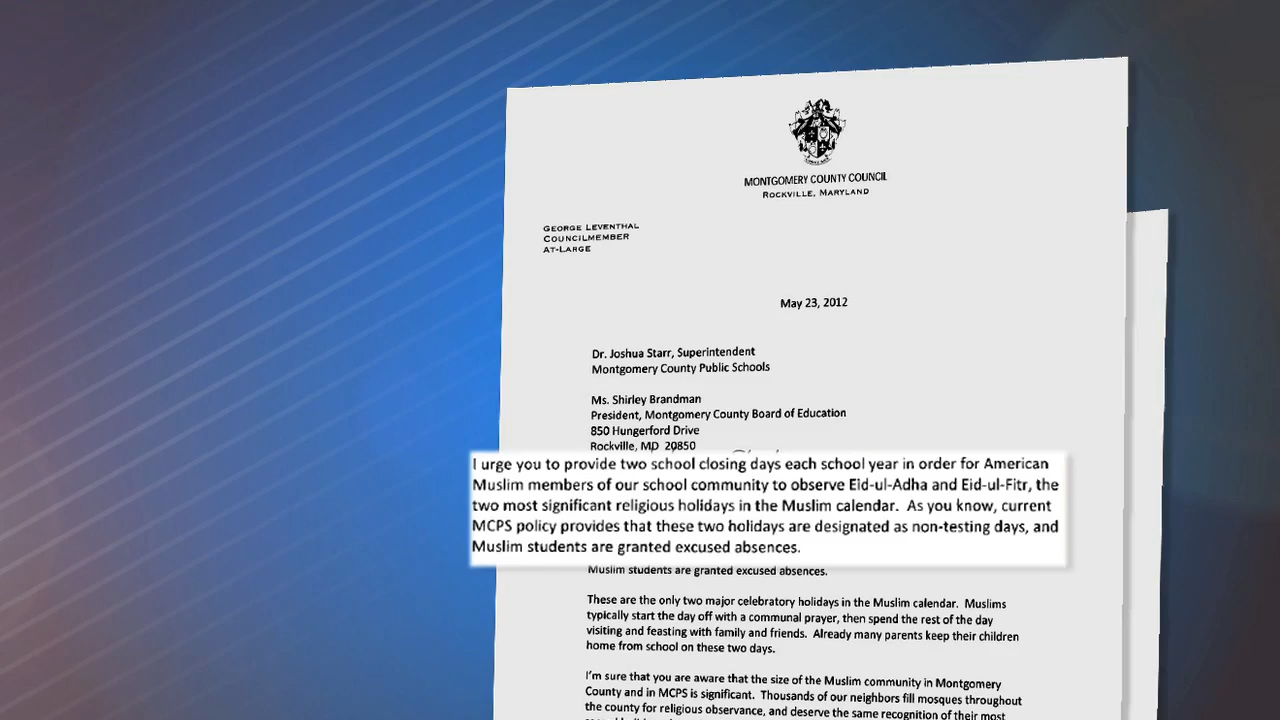 MONTGOMERY COUNTY COUNCIL
ROCKVILLE, MARYLAND
GEORGE LEVENTHAL
COUNCILMEMBER
AT-LARGE
May 23, 2012
Dr. Joshua Starr, Superintendent
Montgomery County Public Schools
Ms. Shirley Brandman
President, Montgomery County Board of Education
850 Hungerford Drive
Rockville, MD 20850
I urge you to provide two school closing days each school year in order for American
Muslim members of our school community to observe Eid-ul-Adha and Eid-ul-Fitr, the
two most significant religious holidays in the Muslim calendar. As you know, current
MCPS policy provides that these two holidays are designated as non-testing days, and
Muslim students are granted excused absences.
Muslim students are granted excused absences.
These are the only two major celebratory holidays in the Muslim calendar. Muslims
typically start the day off with a communal prayer, then spend the rest of the day
visiting and feasting with family and friends. Already many parents keep their children
home from school on these two days.
I'm sure that you are aware that the size of the Muslim community in Montgomery
County and in MCPS is significant. Thousands of our neighbors fill mosques throughout
the county for religious observance, and deserve the same recognition of their most